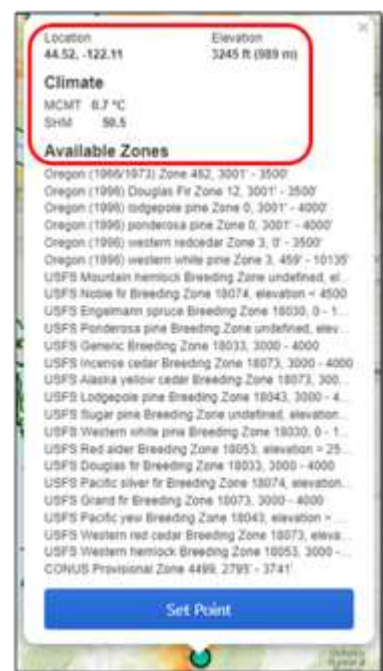 Location
Elevation
44.52, -122.11
3245 ft (989 m)
Climate
MCMT 0.7 °C
SHM 50.5
Available Zones
Oregon (1966/1973) Zone 462, 3001' - 3500'
Oregon (1996) Douglas Fir Zone 12, 3001' - 3500'
Oregon (1996) lodgepole pine Zone 0, 3001' - 4000'
Oregon (1996) ponderosa pine Zone 0, 3001' - 4000'
Oregon (1996) western redcedar Zone 3, 0' - 3500'
Oregon (1996) western white pine Zone 3, 459' - 10135'
USFS Mountain hemlock Breeding Zone undefined, el...
USFS Noble fir Breeding Zone 18074, elevation < 4500
USFS Engelmann spruce Breeding Zone 18030, 0 - 1...
USFS Ponderosa pine Breeding Zone undefined, elev...
USFS Generic Breeding Zone 18033, 3000 - 4000
USFS Incense cedar Breeding Zone 18073, 3000 - 4000
USFS Alaska yellow cedar Breeding Zone 18073, 300...
USFS Lodgepole pine Breeding Zone 18043, 3000 - 4...
USFS Sugar pine Breeding Zone undefined, elevation...
USFS Western white pine Breeding Zone 18030, 0 - 1...
USFS Red alder Breeding Zone 18053, elevation > 25...
USFS Douglas fir Breeding Zone 18033, 3000 - 4000
USFS Pacific silver fir Breeding Zone 18074, elevation...
USFS Grand fir Breeding Zone 18073, 3000 - 4000
USFS Pacific yew Breeding Zone 18043, elevation > ...
USFS Western red cedar Breeding Zone 18073, eleva...
USFS Western hemlock Breeding Zone 18053, 3000 -...
CONUS Provisional Zone 4499, 2795' - 3741'
Set Point